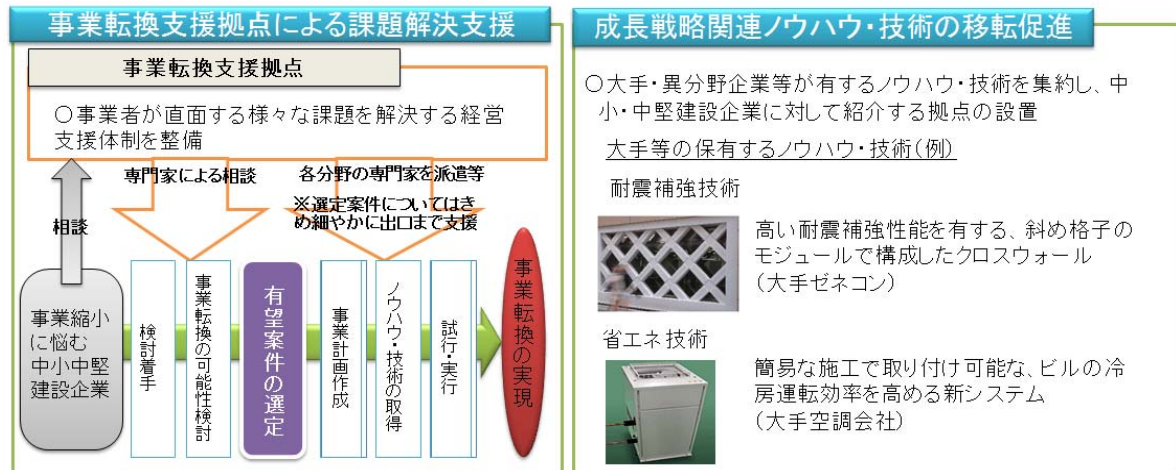 事業転換支援拠点による課題解決支援
事業転換支援拠点
○事業者が直面する様々な課題を解決する経営
支援体制を整備
相談
専門家による相談
各分野の専門家を派遣等
※選定案件についてはき
め細やかに出口まで支援
事業縮小
に悩む
中小中堅
建設企業
検討着手
事業転換の可能性検討
有望案件の選定
事業計画作成
ノウハウ・技術の取得
試行・実行
事業転換の実現
成長戦略関連ノウハウ・技術の移転促進
○大手・異分野企業等が有するノウハウ・技術を集約し、中
小・中堅建設企業に対して紹介する拠点の設置
大手等の保有するノウハウ・技術(例)
耐震補強技術
高い耐震補強性能を有する、斜め格子の
モジュールで構成したクロスウォール
(大手ゼネコン)
省エネ技術
簡易な施工で取り付け可能な、ビルの冷
房運転効率を高める新システム
(大手空調会社)